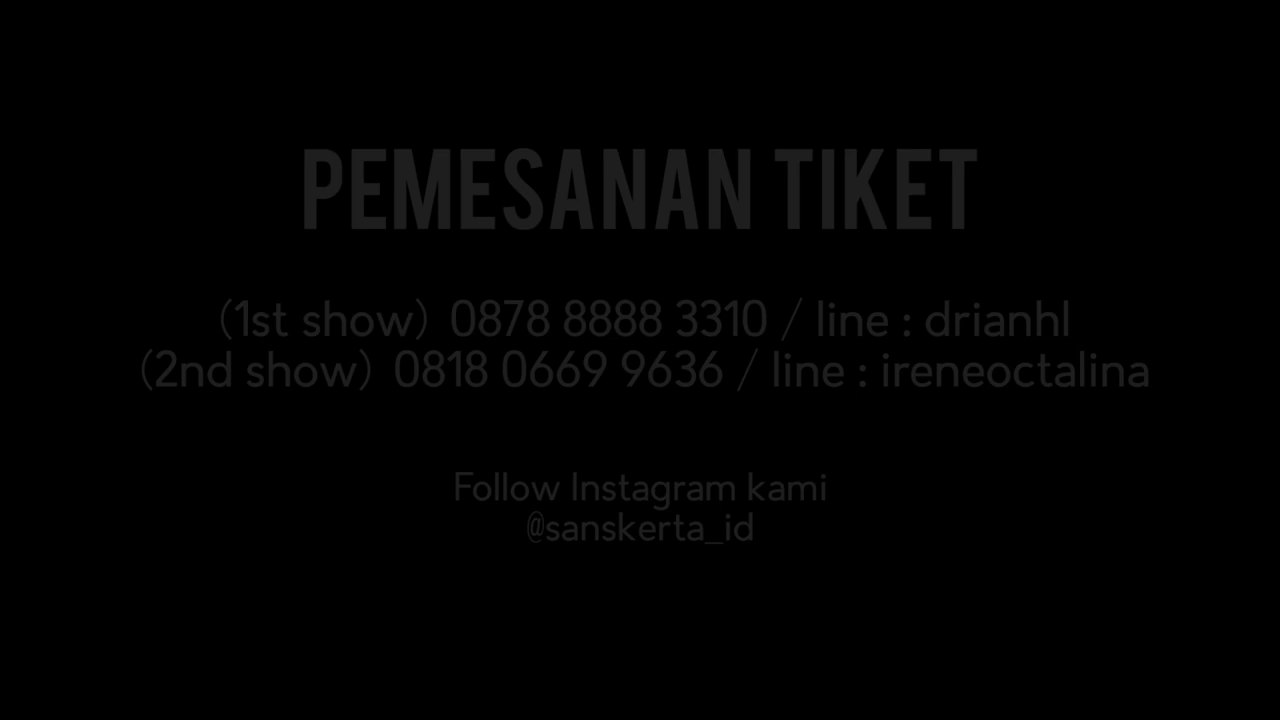 PEMESANAN TIKET
(1st show) 0878 8888 3310 / line : drianhl
(2nd show) 0818 0669 9636 / line : ireneoctalina
Follow Instagram kami
@sanskerta_id